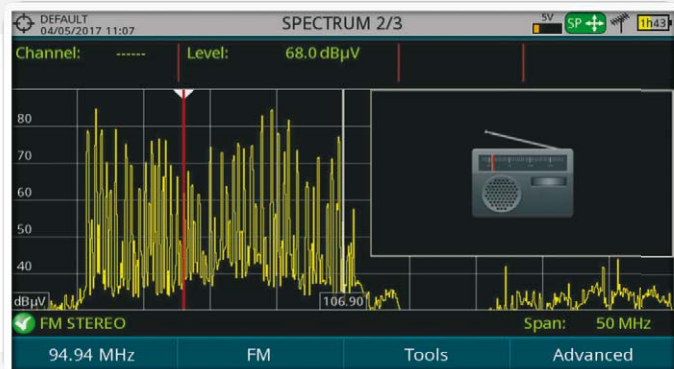 DEFAULT
04/05/2017 11:07
SPECTRUM 2/3
5V
SP
1h43
Channel: ------ Level: 68.0 dBµV
80
70
60
50
40
dBµV
106.90
FM STEREO
Span: 50 MHz
94.94 MHz FM Tools Advanced